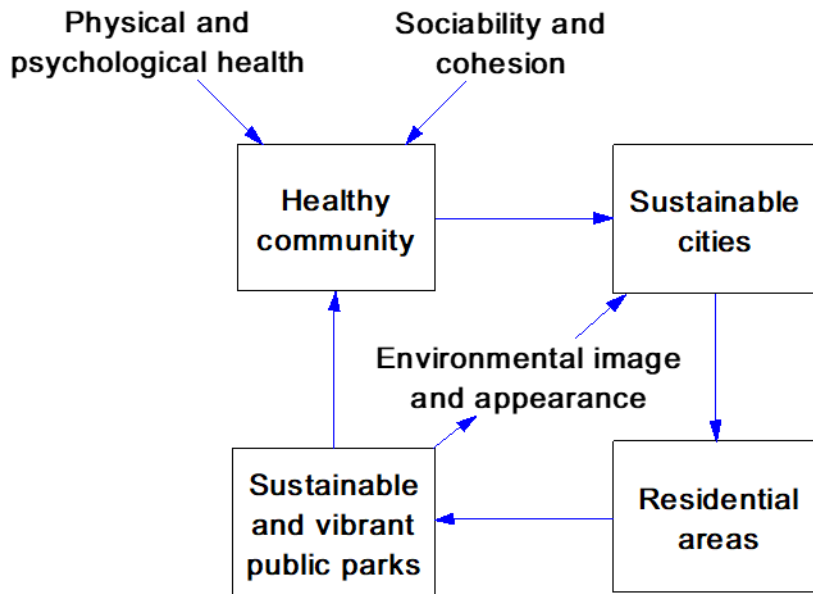 Physical and
psychological health
Sociability and
cohesion
Healthy
community
Sustainable
cities
Environmental image
and appearance
Sustainable
and vibrant
public parks
Residential
areas